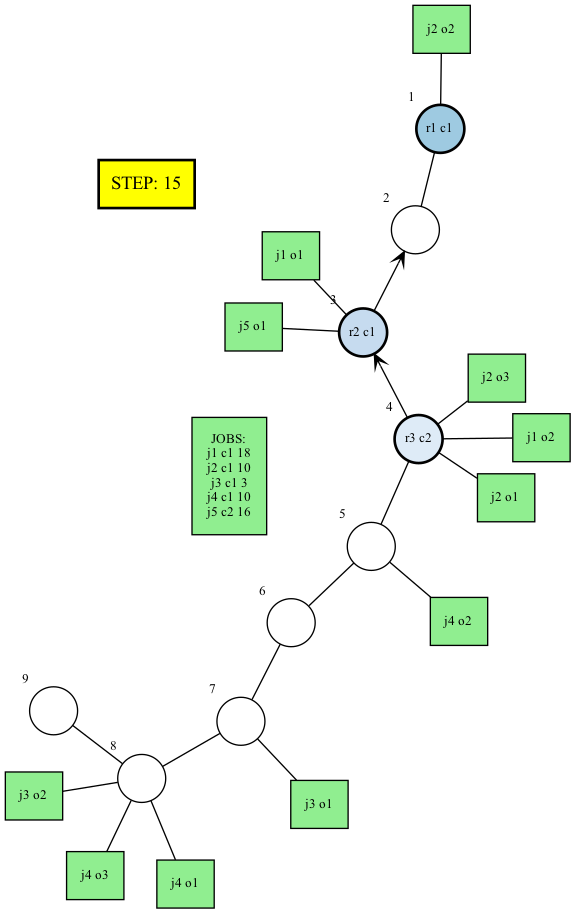 j2 o2
1
r1 c1
STEP: 15
2
j1 o1
3
j5 o1
r2 c1
j2 o3
4
j1 o2
r3 c2
JOBS:
j1 c1 18
j2 c1 10
j3 c1 3
j4 c1 10
j5 c2 16
j2 o1
5
6
j4 o2
9
7
8
j3 o2
j3 o1
j4 o3
j4 o1